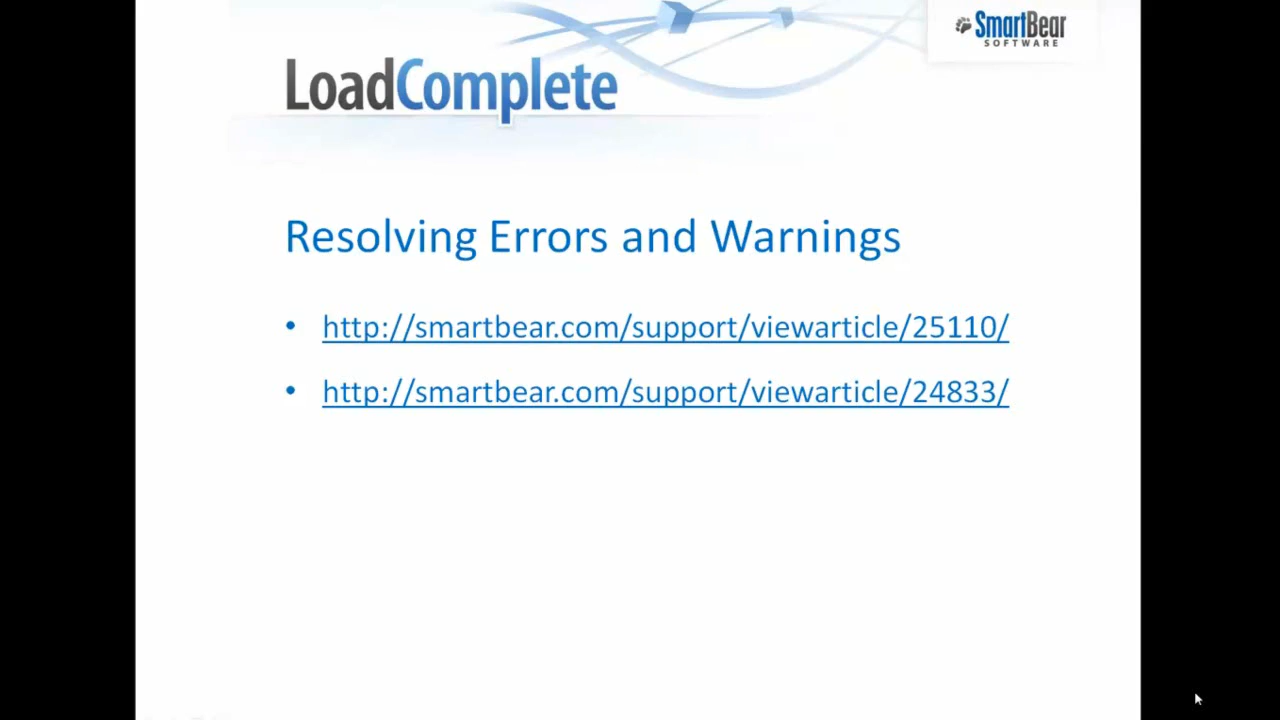 SmartBear
SOFTWARE
LoadComplete
Resolving Errors and Warnings
• http://smartbear.com/support/viewarticle/25110/
• http://smartbear.com/support/viewarticle/24833/